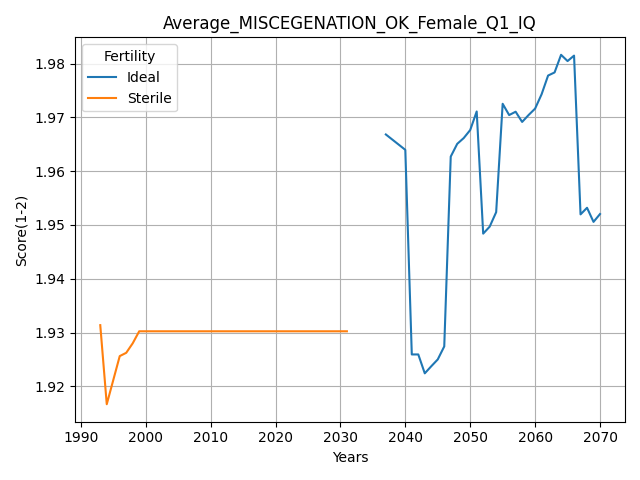 Average_MISCEGENATION_OK_Female_Q1_IQ
Fertility
Ideal
Sterile
Score(1-2)
1.98
1.97
1.96
1.95
1.94
1.93
1.92
1990 2000 2010 2020 2030 2040 2050 2060 2070
Years